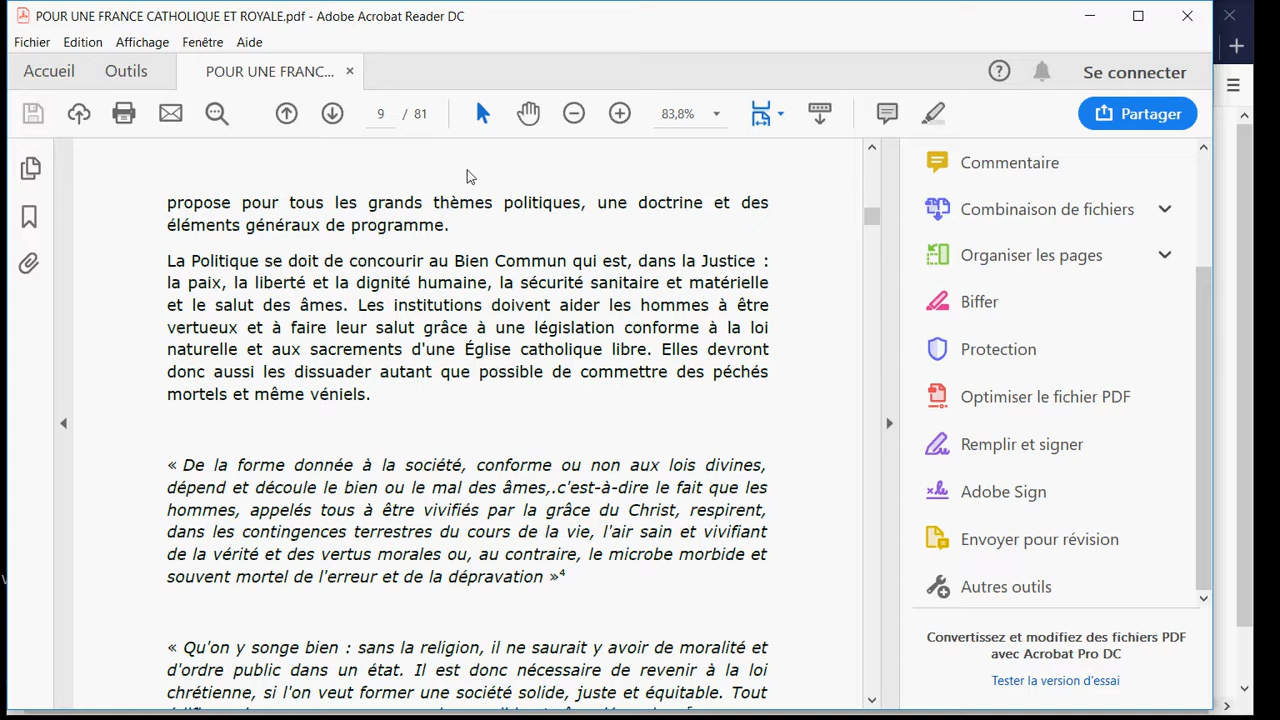 POUR UNE FRANCE CATHOLIQUE ET ROYALE.pdf - Adobe Acrobat Reader DC
Fichier Edition Affichage Fenêtre Aide
Accueil Outils POUR UNE FRANC... × Se connecter
9 / 81 83,8% Partager
propose pour tous les grands thèmes politiques, une doctrine et des
éléments généraux de programme.
La Politique se doit de concourir au Bien Commun qui est, dans la Justice :
la paix, la liberté et la dignité humaine, la sécurité sanitaire et matérielle
et le salut des âmes. Les institutions doivent aider les hommes à être
vertueux et à faire leur salut grâce à une législation conforme à la loi
naturelle et aux sacrements d'une Église catholique libre. Elles devront
donc aussi les dissuader autant que possible de commettre des péchés
mortels et même véniels.
« De la forme donnée à la société, conforme ou non aux lois divines,
dépend et découle le bien ou le mal des âmes,.c'est-à-dire le fait que les
hommes, appelés tous à être vivifiés par la grâce du Christ, respirent,
dans les contingences terrestres du cours de la vie, l'air sain et vivifiant
de la vérité et des vertus morales ou, au contraire, le microbe morbide et
souvent mortel de l'erreur et de la dépravation »4
« Qu'on y songe bien : sans la religion, il ne saurait y avoir de moralité et
d'ordre public dans un état. Il est donc nécessaire de revenir à la loi
chrétienne, si l'on veut former une société solide, juste et équitable. Tout
Commentaire
Combinaison de fichiers
Organiser les pages
Biffer
Protection
Optimiser le fichier PDF
Remplir et signer
Adobe Sign
Envoyer pour révision
Autres outils
Convertissez et modifiez des fichiers PDF
avec Acrobat Pro DC
Tester la version d'essai